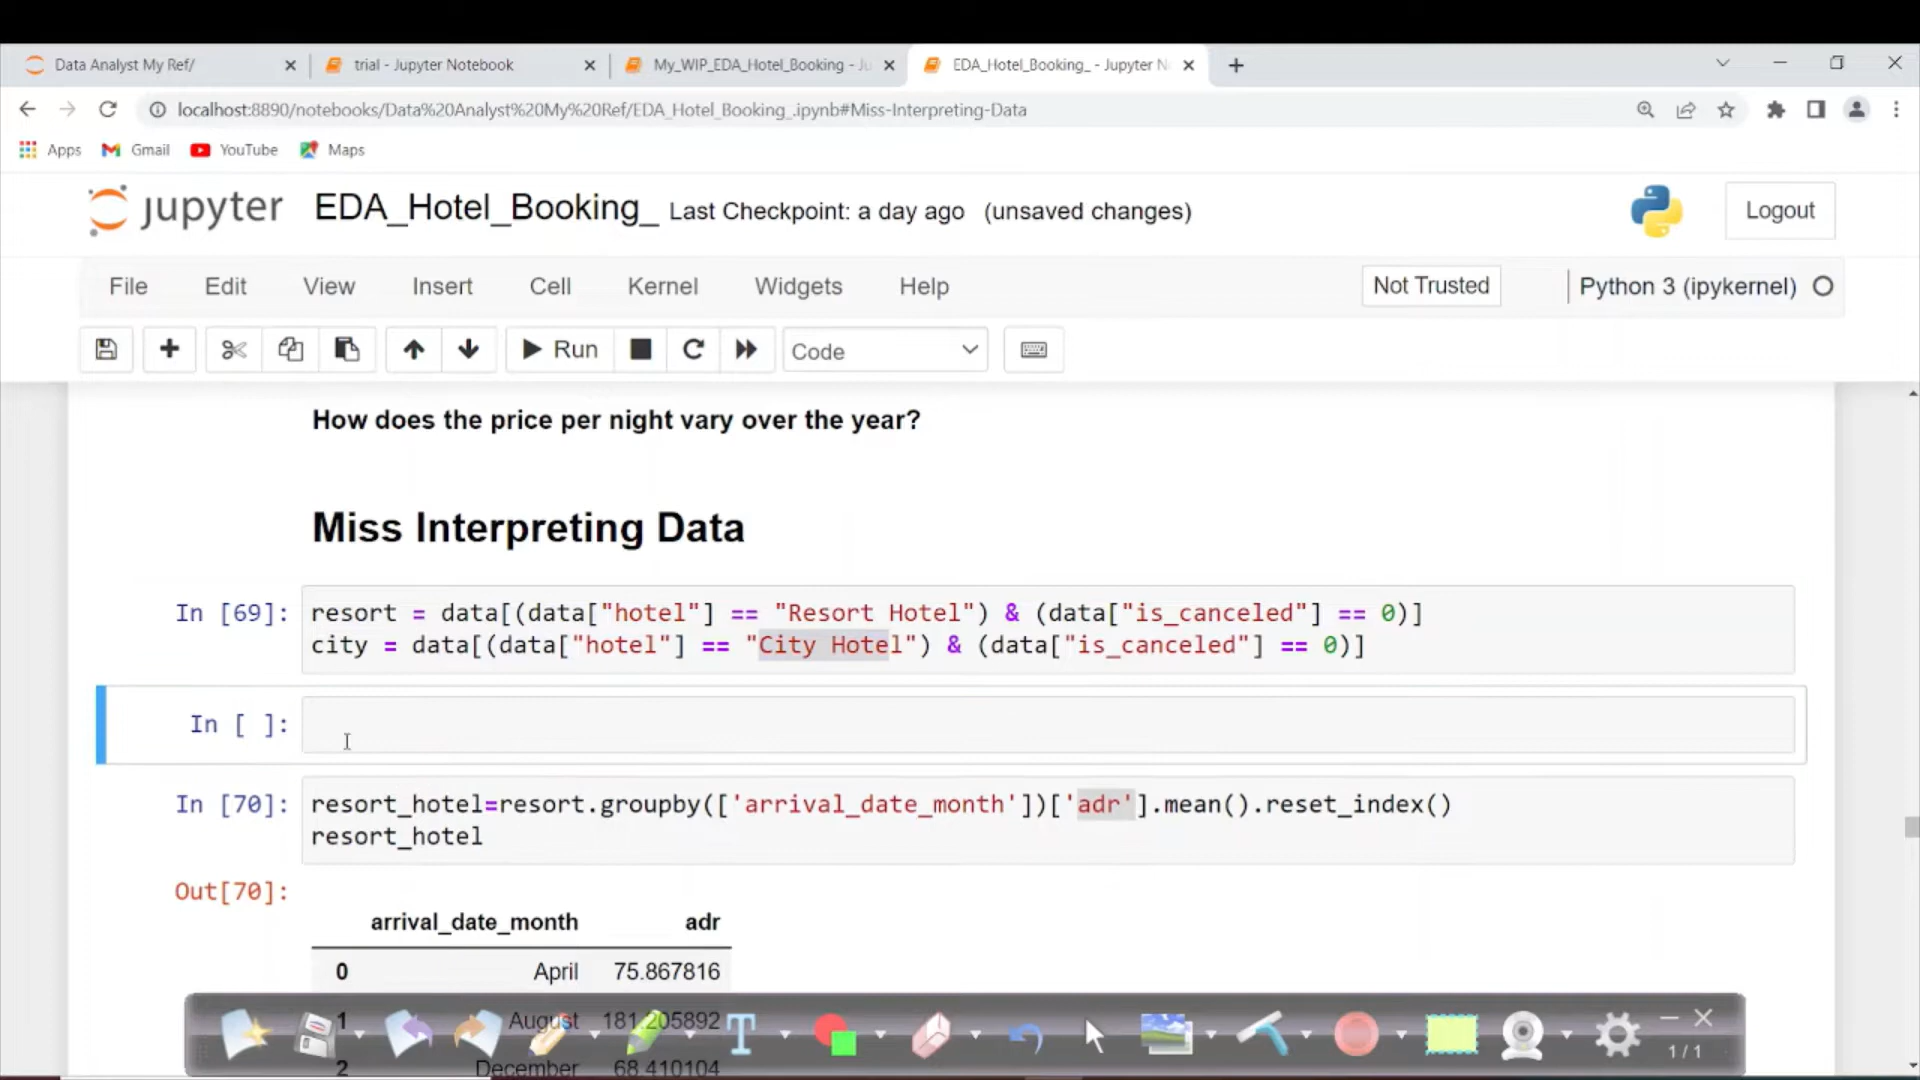 Data Analyst My Ref/
trial - Jupyter Notebook
My_WIP_EDA_Hotel_Booking - Ju
EDA_Hotel_Booking_ - Jupyter No
localhost:8890/notebooks/Data%20Analyst%20My%20Ref/EDA_Hotel_Booking_.ipynb#Miss-Interpreting-Data
Apps Gmail YouTube Maps
jupyter EDA_Hotel_Booking_ Last Checkpoint: a day ago (unsaved changes) Logout
File Edit View Insert Cell Kernel Widgets Help Not Trusted Python 3 (ipykernel)
Run Code
How does the price per night vary over the year?
Miss Interpreting Data
In [69]: resort = data[(data["hotel"] == "Resort Hotel") & (data["is_canceled"] == 0)]
city = data[(data["hotel"] == "City Hotel") & (data["is_canceled"] == 0)]
In [ ]:
In [70]: resort_hotel=resort.groupby(['arrival_date_month'])['adr'].mean().reset_index()
resort_hotel
Out[70]:
arrival_date_month adr
0 April 75.867816
1 August 181.205892
2 December 68.410104
T
1 / 1